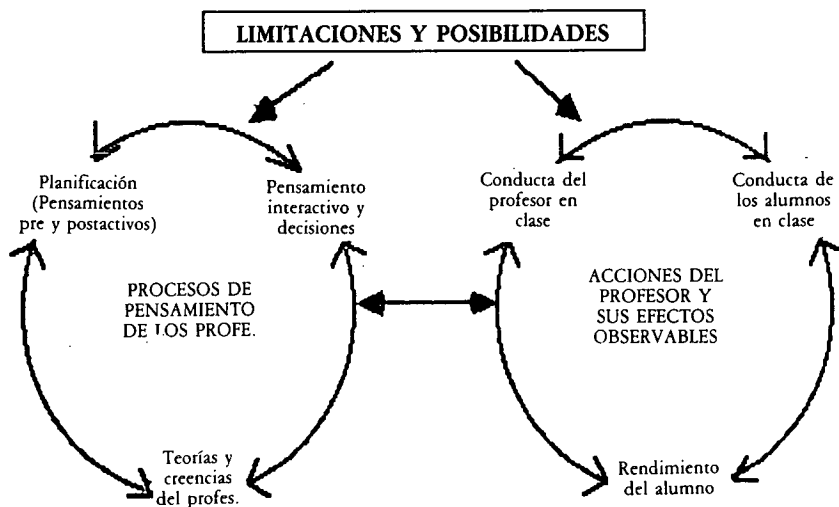 LIMITACIONES Y POSIBILIDADES
Planificación
(Pensamientos
pre y postactivos)
Pensamiento
interactivo y
decisiones
Conducta del
profesor en
clase
Conducta de
los alumnos
en clase
PROCESOS DE
PENSAMIENTO
DE LOS PROFE.
ACCIONES DEL
PROFESOR Y
SUS EFECTOS
OBSERVABLES
Teorías y
creencias
del profes.
Rendimiento
del alumno